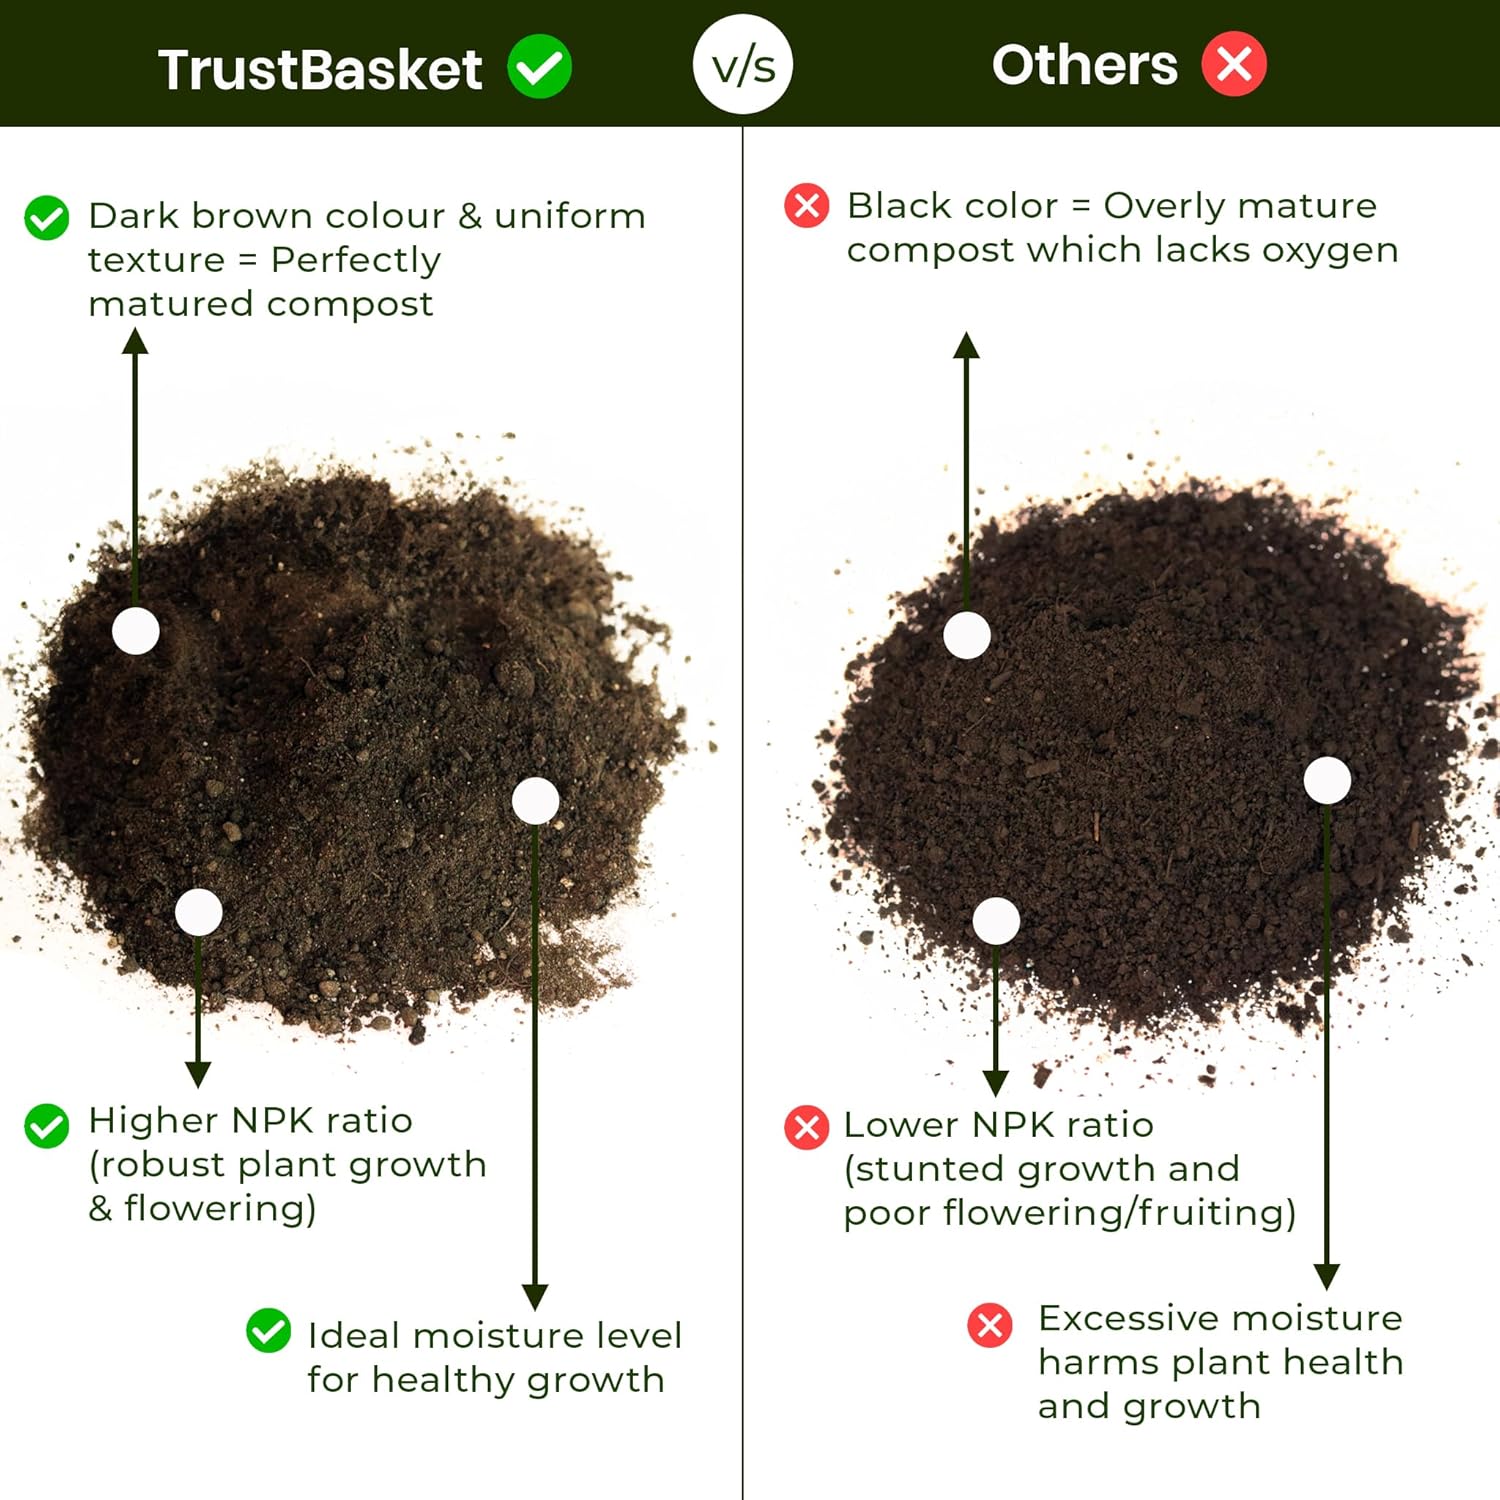 TrustBasket
v/s
Others
Dark brown colour & uniform
texture = Perfectly
matured compost
Black color = Overly mature
compost which lacks oxygen
Higher NPK ratio
(robust plant growth
& flowering)
Ideal moisture level
for healthy growth
Lower NPK ratio
(stunted growth and
poor flowering/fruiting)
Excessive moisture
harms plant health
and growth